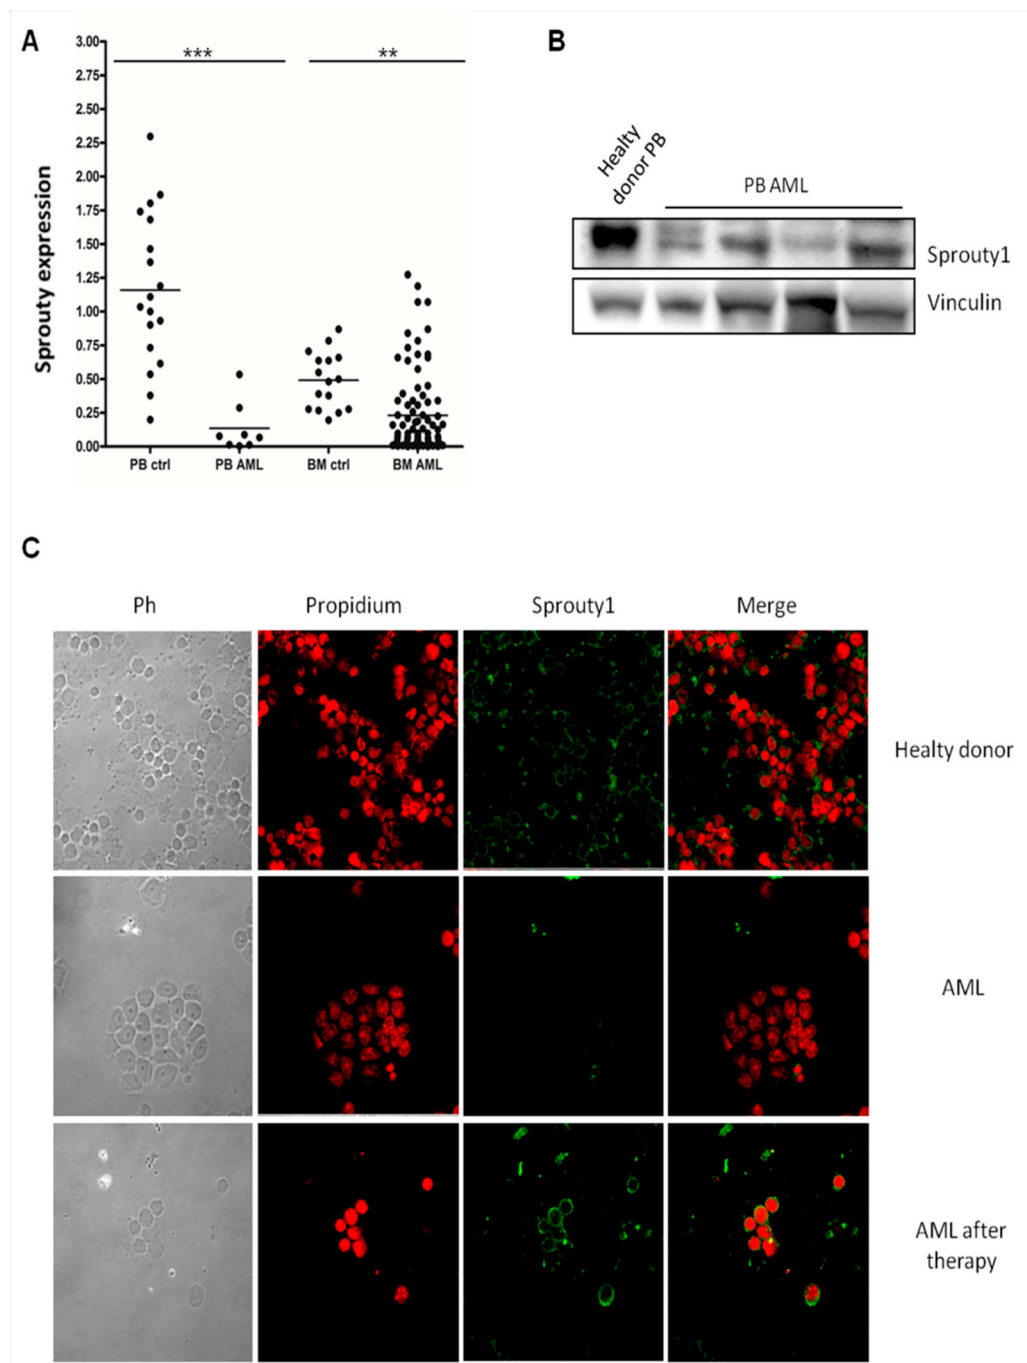 A
Sprouty expression
3.00
2.75
2.50
2.25
2.00
1.75
1.50
1.25
1.00
0.75
0.50
0.25
0.00
***
**
PB ctrl PB AML BM ctrl BM AML
B
Healty
donor PB
PB AML
Sprouty1
Vinculin
C
Ph Propidium Sprouty1 Merge
Healty donor
AML
AML after
therapy